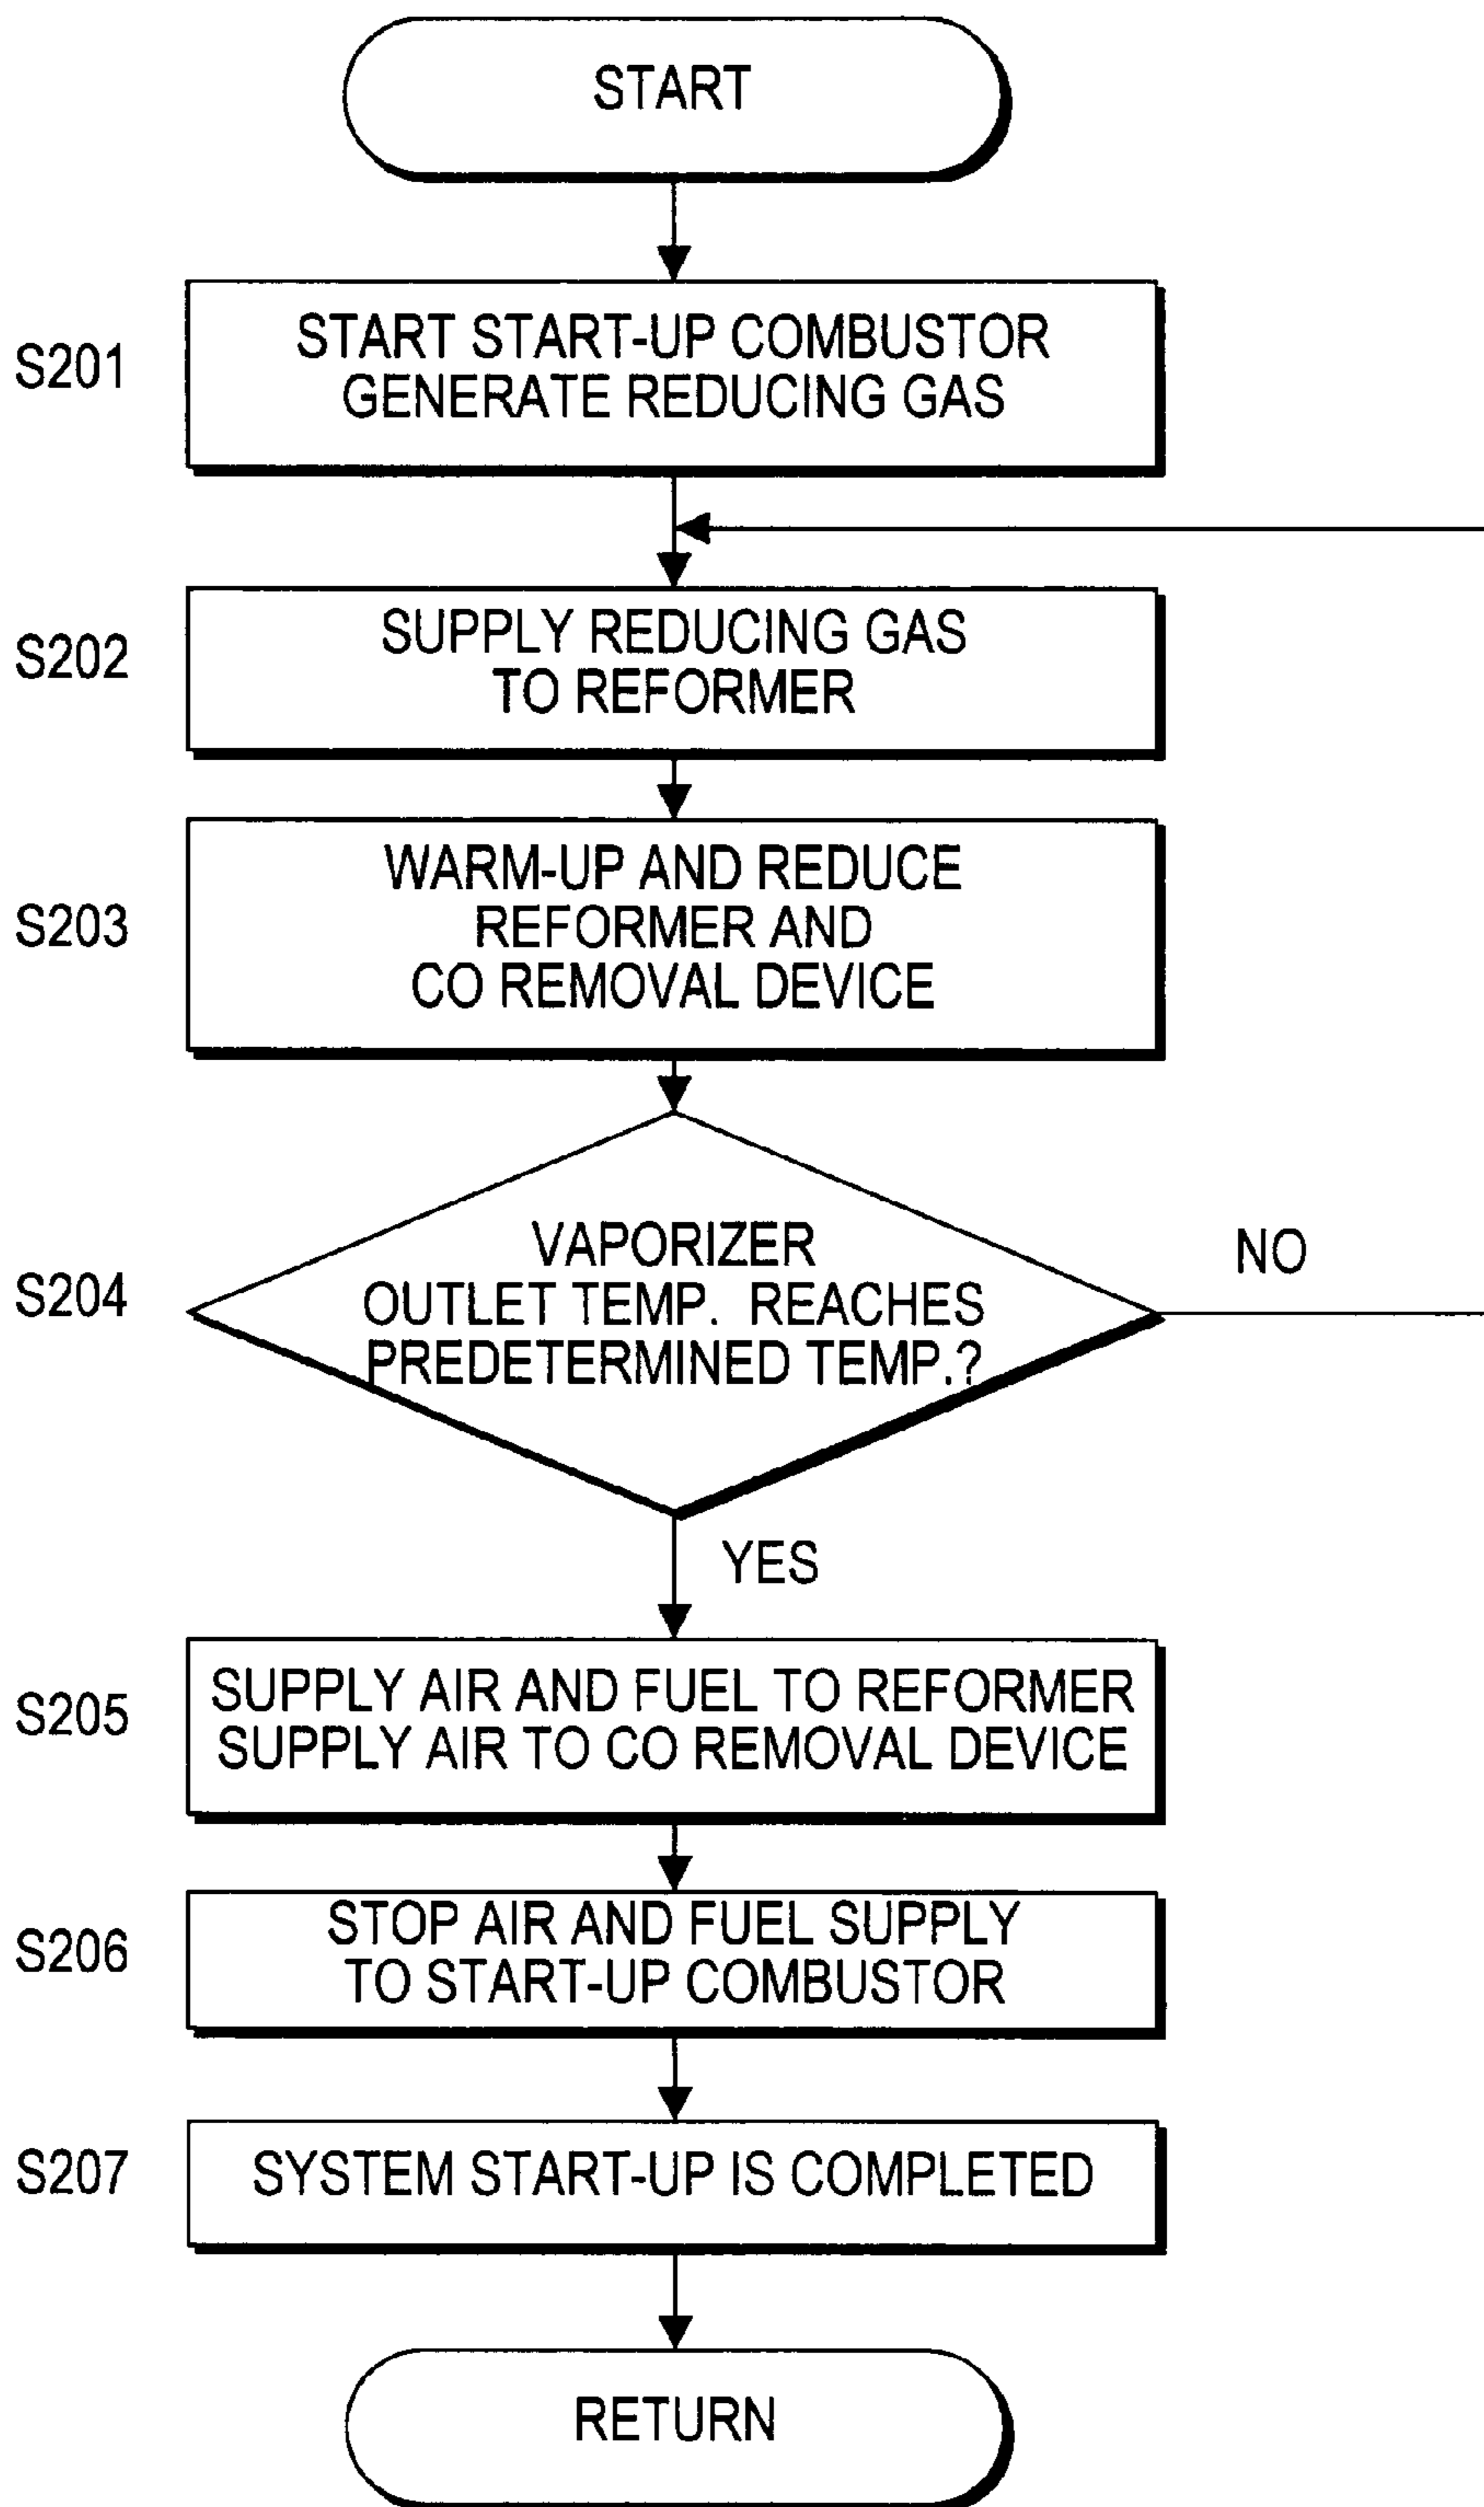 START
S201
START START-UP COMBUSTOR
GENERATE REDUCING GAS
S202
SUPPLY REDUCING GAS
TO REFORMER
S203
WARM-UP AND REDUCE
REFORMER AND
CO REMOVAL DEVICE
S204
VAPORIZER
OUTLET TEMP. REACHES
PREDETERMINED TEMP.?
NO
YES
S205
SUPPLY AIR AND FUEL TO REFORMER
SUPPLY AIR TO CO REMOVAL DEVICE
S206
STOP AIR AND FUEL SUPPLY
TO START-UP COMBUSTOR
S207
SYSTEM START-UP IS COMPLETED
RETURN